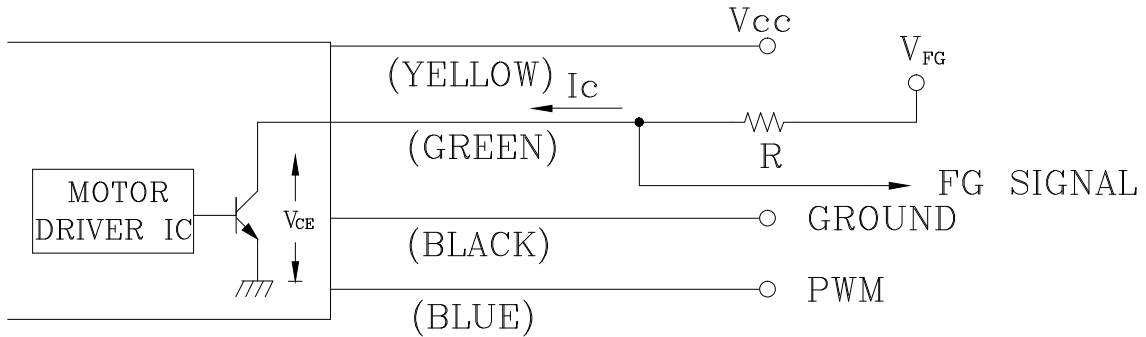 Vcc
(YELLOW)
VFG
Ic
(GREEN)
R
MOTOR
DRIVER IC
VCE
FG SIGNAL
GROUND
(BLACK)
PWM
(BLUE)